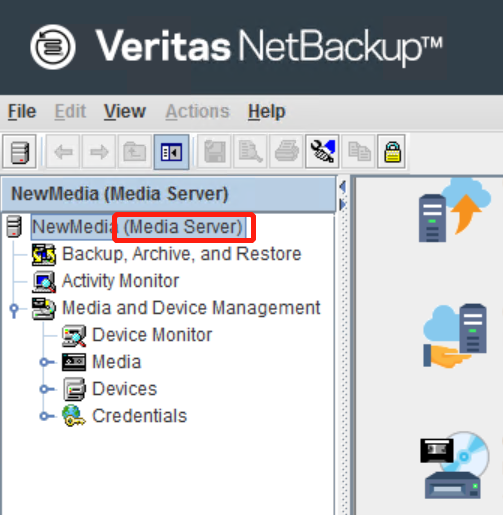 Veritas NetBackup™
File Edit View Actions Help
NewMedia (Media Server)
NewMedia (Media Server)
Backup, Archive, and Restore
Activity Monitor
Media and Device Management
Device Monitor
Media
Devices
Credentials